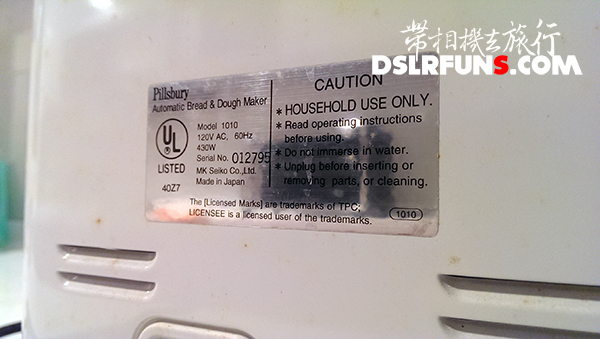 帶相機去旅行
DSLRFUNS.COM
Pillsbury
Automatic Bread & Dough Maker
UL
LISTED
40Z7
Model 1010
120V AC, 60Hz
430W
Serial No. 012795
MK Seiko Co.,Ltd.
Made in Japan
CAUTION
* HOUSEHOLD USE ONLY.
* Read operating instructions
before using.
* Do not immerse in water.
* Unplug before inserting or
removing parts, or cleaning.
The [Licensed Marks] are trademarks of TPC;
LICENSEE is a licensed user of the trademarks.
1010